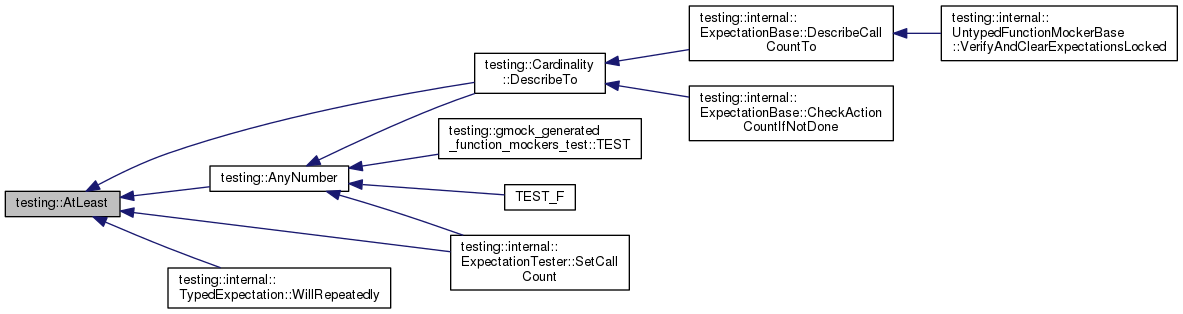 testing::AtLeast
testing::Cardinality
::DescribeTo
testing::internal::
ExpectationBase::DescribeCall
CountTo
testing::internal::
UntypedFunctionMockerBase
::VerifyAndClearExpectationsLocked
testing::internal::
ExpectationBase::CheckAction
CountIfNotDone
testing::AnyNumber
testing::gmock_generated
_function_mockers_test::TEST
TEST_F
testing::internal::
ExpectationTester::SetCall
Count
testing::internal::
TypedExpectation::WillRepeatedly